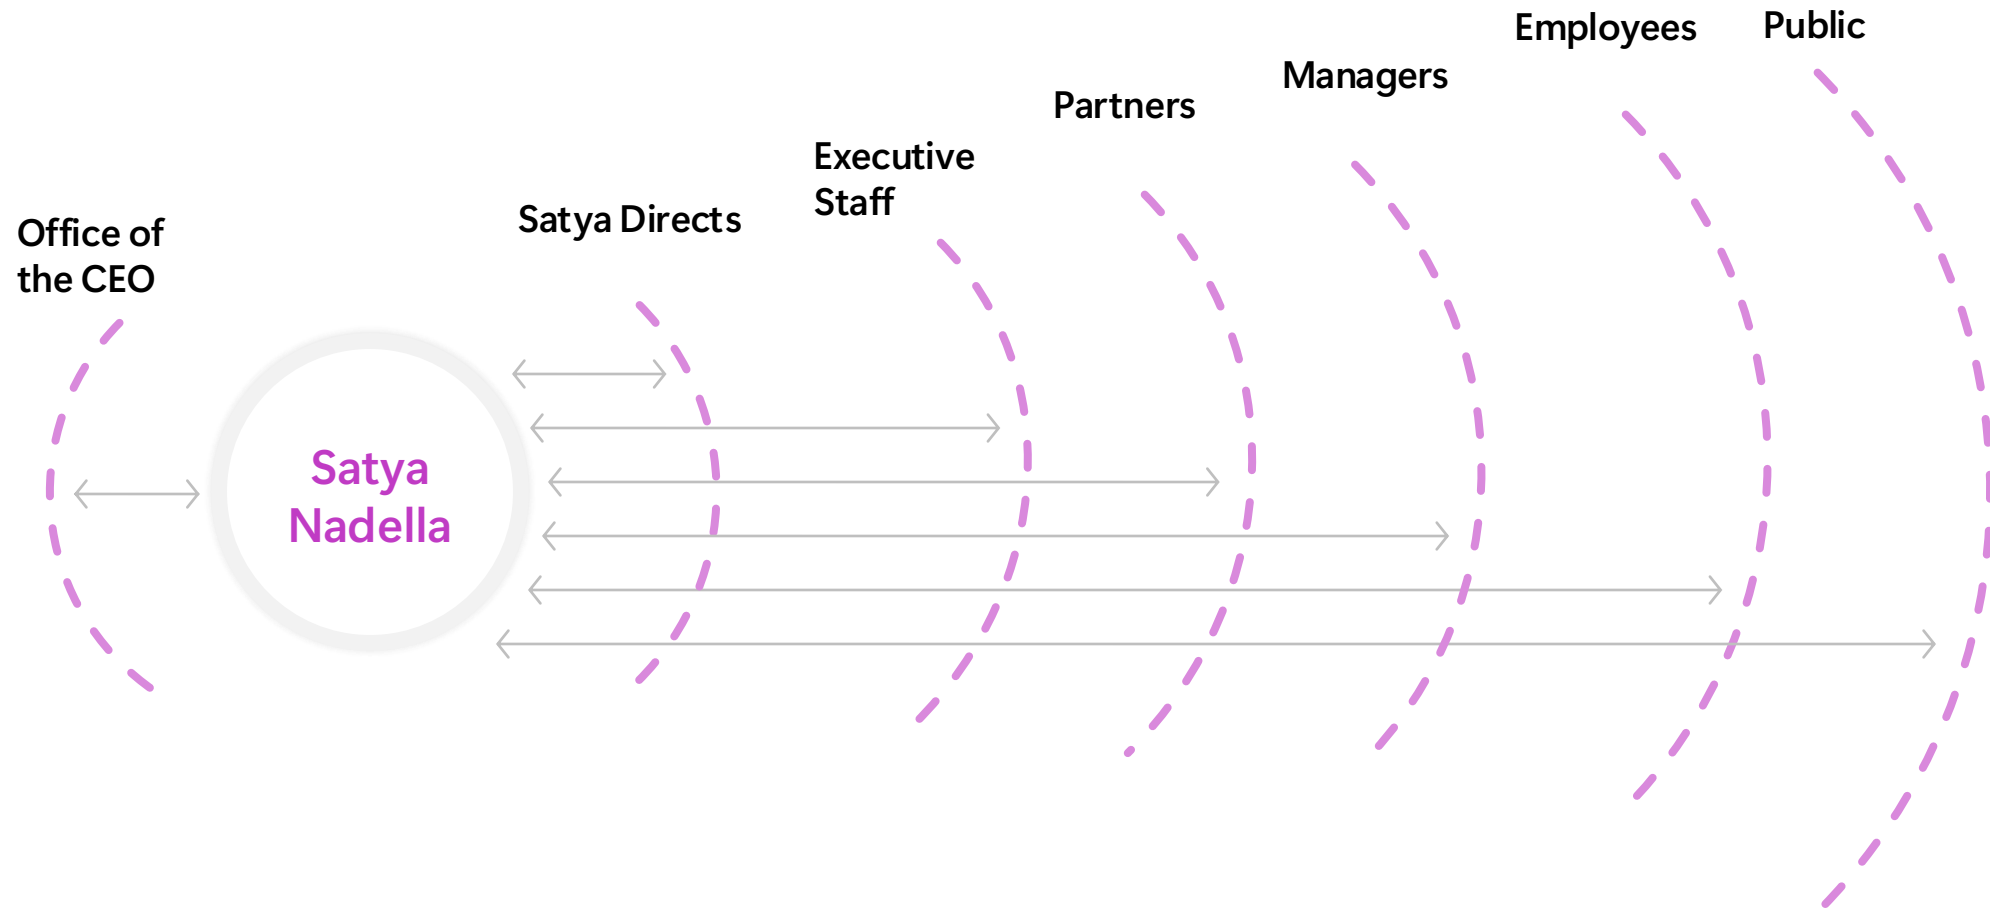 Office of
the CEO
Satya
Nadella
Satya Directs
Executive
Staff
Partners
Managers
Employees
Public